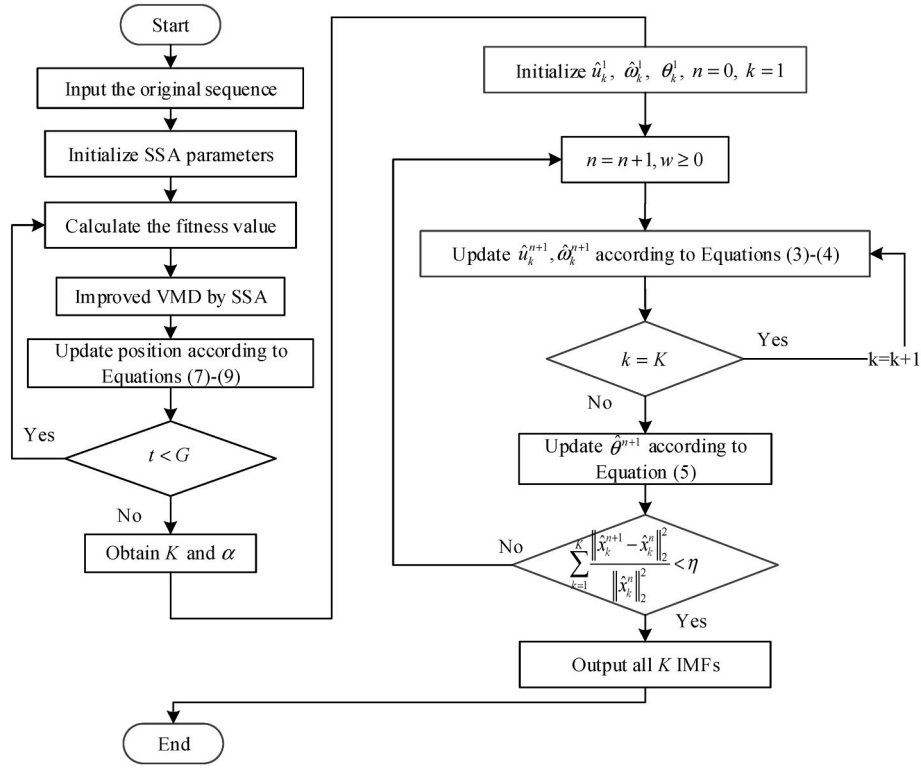 Start
Input the original sequence
Initialize SSA parameters
Calculate the fitness value
Improved VMD by SSA
Update position according to
Equations (7)-(9)
Yes
t < G
No
Obtain K and α
Initialize û_k^1, ω̂_k^1, θ_k^1, n = 0, k = 1
n = n+1, w ≥ 0
Update û_k^{n+1}, ω̂_k^{n+1} according to Equations (3)-(4)
k = K
Yes
k=k+1
No
Update θ̂^{n+1} according to
Equation (5)
No
∑_{k=1}^{K} ‖x̂_k^{n+1} − x̂_k^n‖_2^2 / ‖x̂_k^n‖_2^2 < η
Yes
Output all K IMFs
End